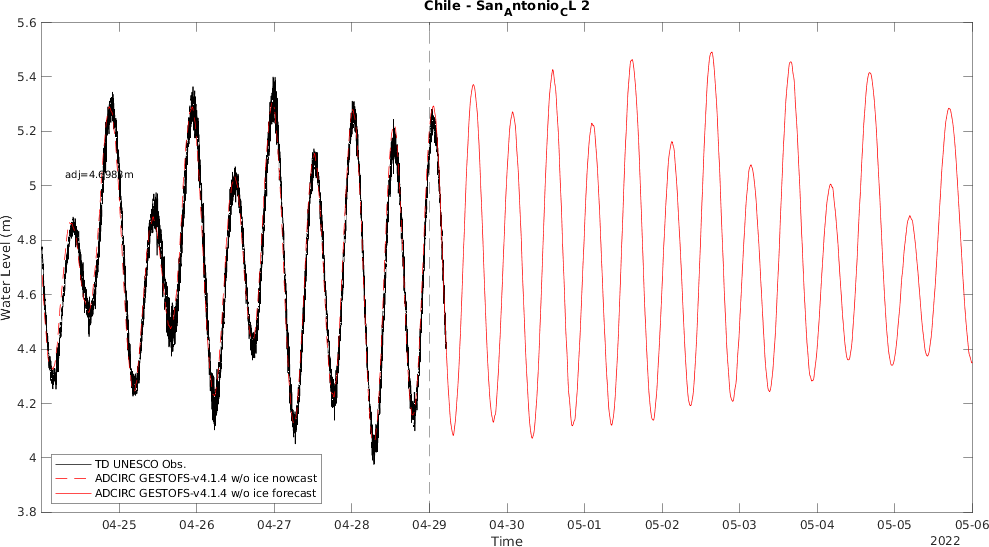 Chile - San_Antonio_CL 2
5.6
5.4
5.2
5
4.8
4.6
4.4
4.2
4
3.8
Water Level (m)
adj=4.6983m
TD UNESCO Obs.
ADCIRC GESTOFS-v4.1.4 w/o ice nowcast
ADCIRC GESTOFS-v4.1.4 w/o ice forecast
04-25 04-26 04-27 04-28 04-29 04-30 05-01 05-02 05-03 05-04 05-05 05-06
Time
2022